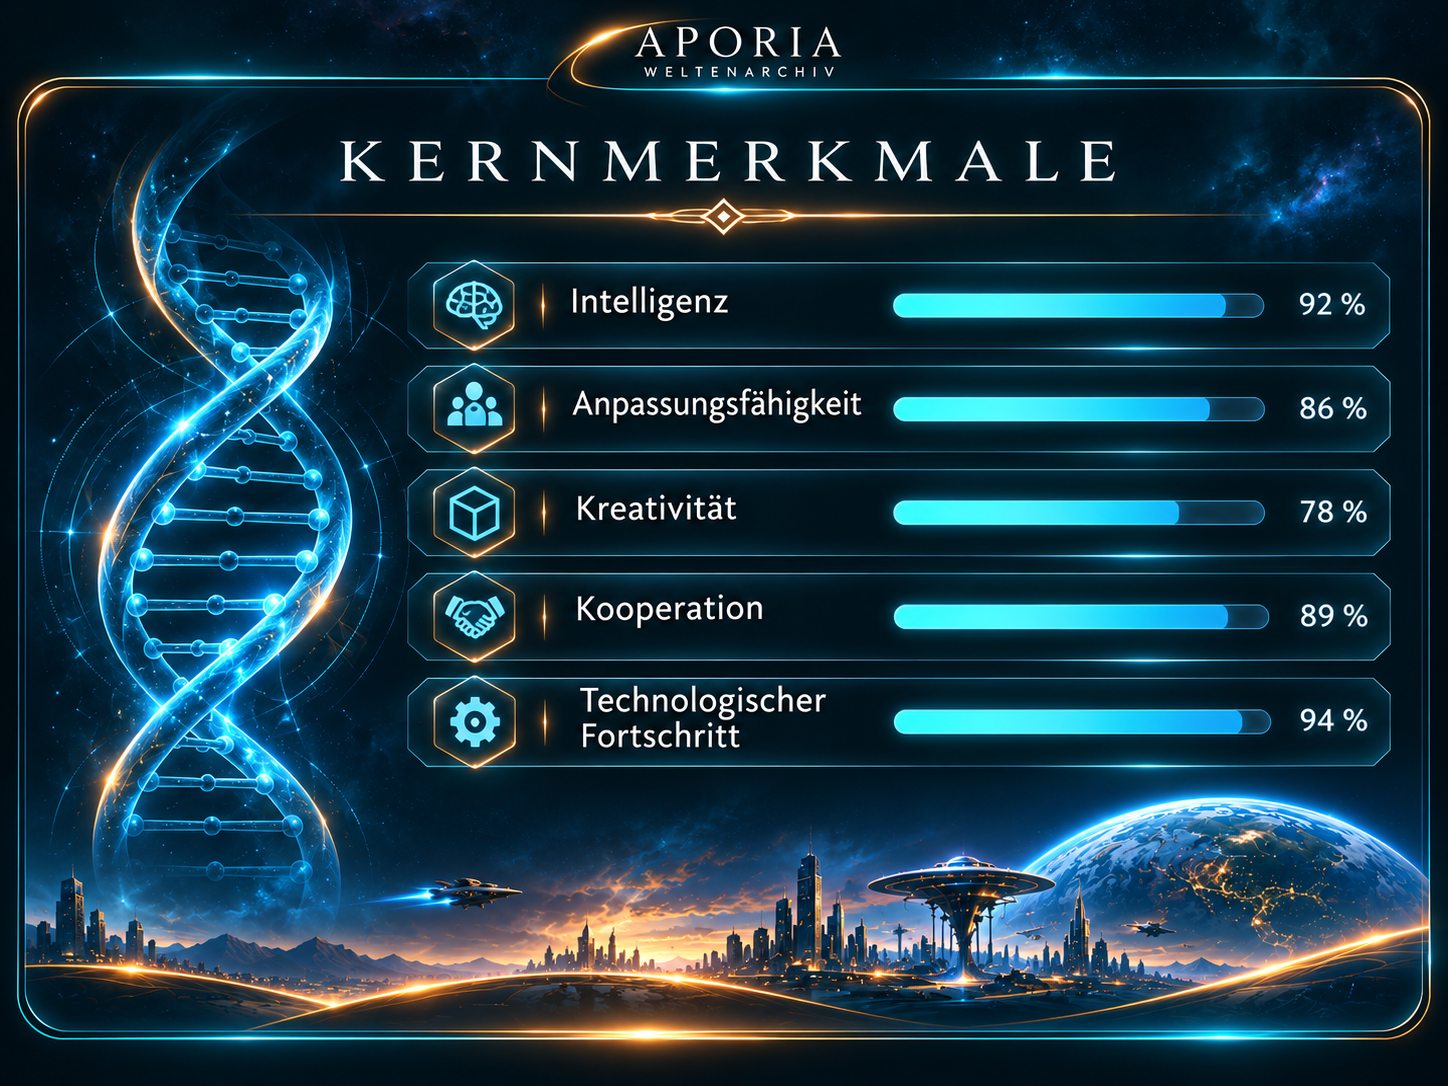 APORIA
WELTENARCHIV
KERNMERKMALE
Intelligenz 92 %
Anpassungsfähigkeit 86 %
Kreativität 78 %
Kooperation 89 %
Technologischer
Fortschritt 94 %